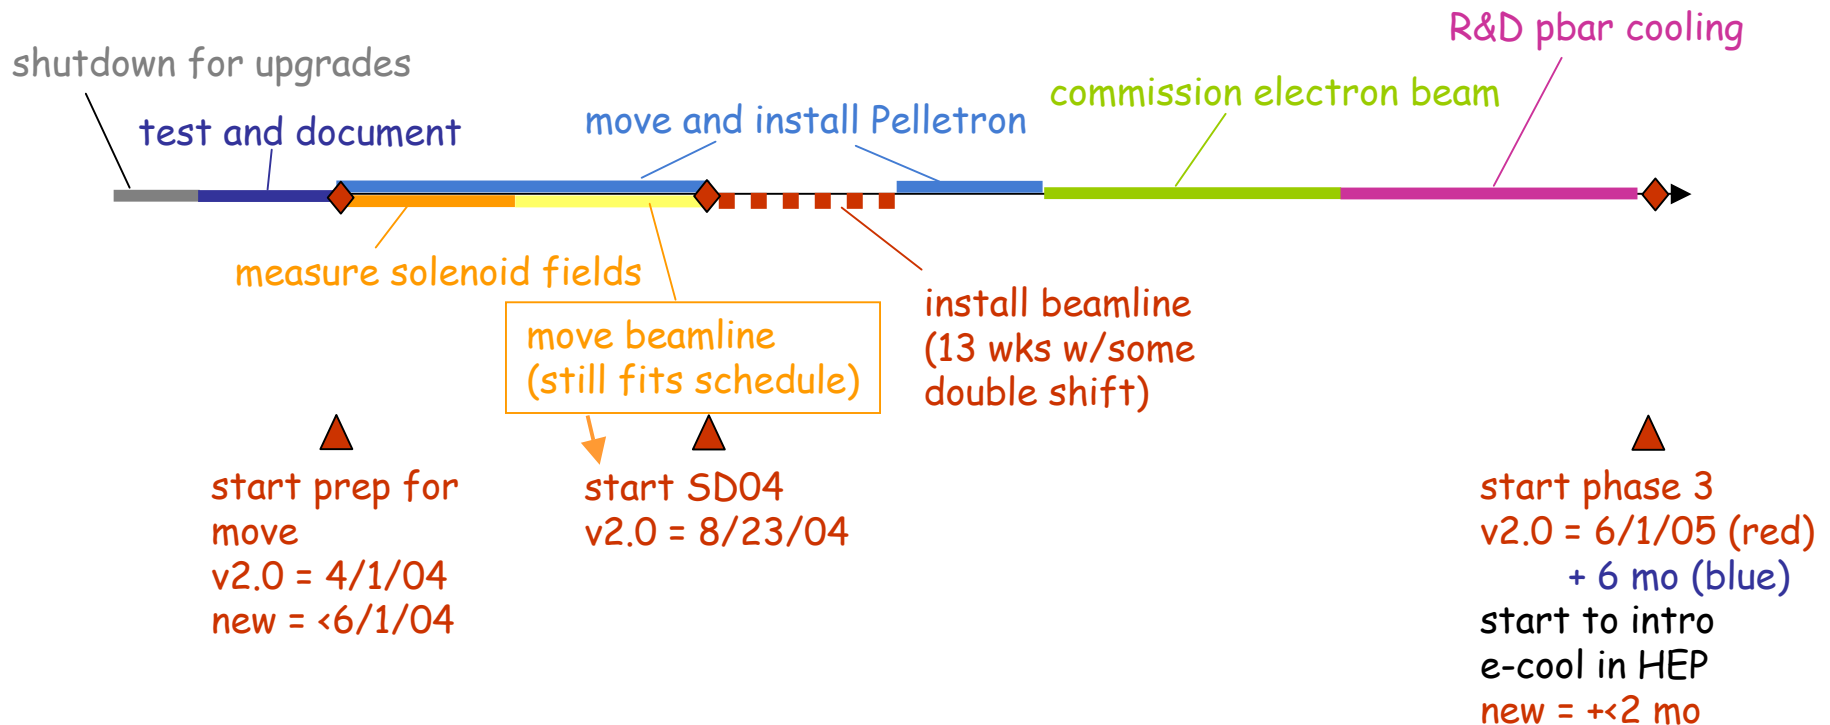 R&D pbar cooling
shutdown for upgrades
commission electron beam
test and document
move and install Pelletron
measure solenoid fields
move beamline
(still fits schedule)
install beamline
(13 wks w/some
double shift)
start prep for
move
v2.0 = 4/1/04
new = <6/1/04
start SD04
v2.0 = 8/23/04
start phase 3
v2.0 = 6/1/05 (red)
+ 6 mo (blue)
start to intro
e-cool in HEP
new = +<2 mo